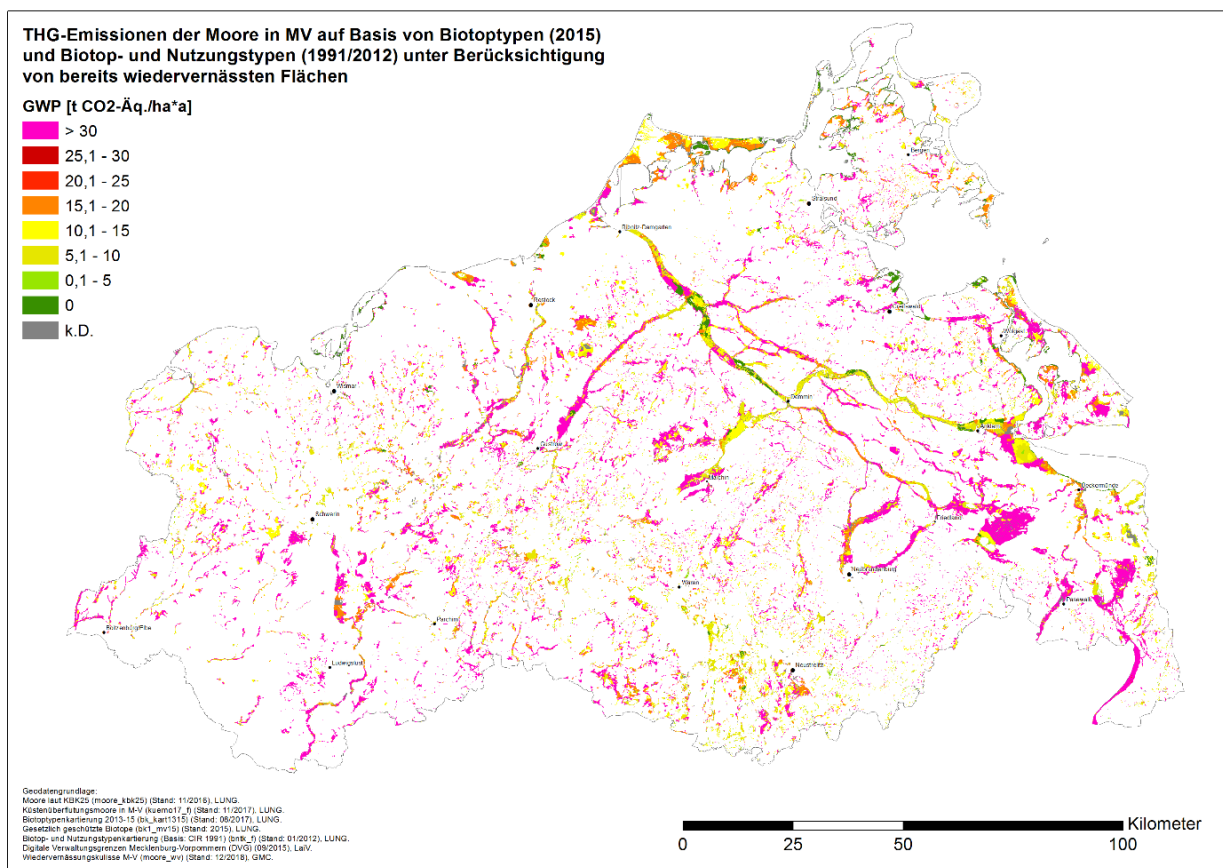 THG-Emissionen der Moore in MV auf Basis von Biotoptypen (2015)
und Biotop- und Nutzungstypen (1991/2012) unter Berücksichtigung
von bereits wiedervernässten Flächen
GWP [t CO2-Äq./ha*a]
> 30
25,1 - 30
20,1 - 25
15,1 - 20
10,1 - 15
5,1 - 10
0,1 - 5
0
k.D.
Bergen
Stralsund
Ribnitz-Damgarten
Rostock
Greifswald
Wolgast
Wismar
Demmin
Anklam
Güstrow
Malchin
Ueckermünde
Schwerin
Friedland
Neubrandenburg
Waren
Pasewalk
Parchim
Boitzenburg/Elbe
Ludwigslust
Neustrelitz
Geodatengrundlage:
Moore laut KBK25 (moore_kbk25) (Stand: 11/2016), LUNG.
Küstenüberflutungsmoore in M-V (kuemo17_f) (Stand: 11/2017), LUNG.
Biotoptypenkartierung 2013-15 (bk_kart1315) (Stand: 08/2017), LUNG.
Gesetzlich geschützte Biotope (bk1_mv15) (Stand: 2015), LUNG.
Biotop- und Nutzungstypenkartierung (Basis: CIR 1991) (bntk_f) (Stand: 01/2012), LUNG.
Digitale Verwaltungsgrenzen Mecklenburg-Vorpommern (DVG) (09/2015), LaiV.
Wiedervernässungskulisse M-V (moore_wv) (Stand: 12/2018), GMC.
Kilometer
0 25 50 100